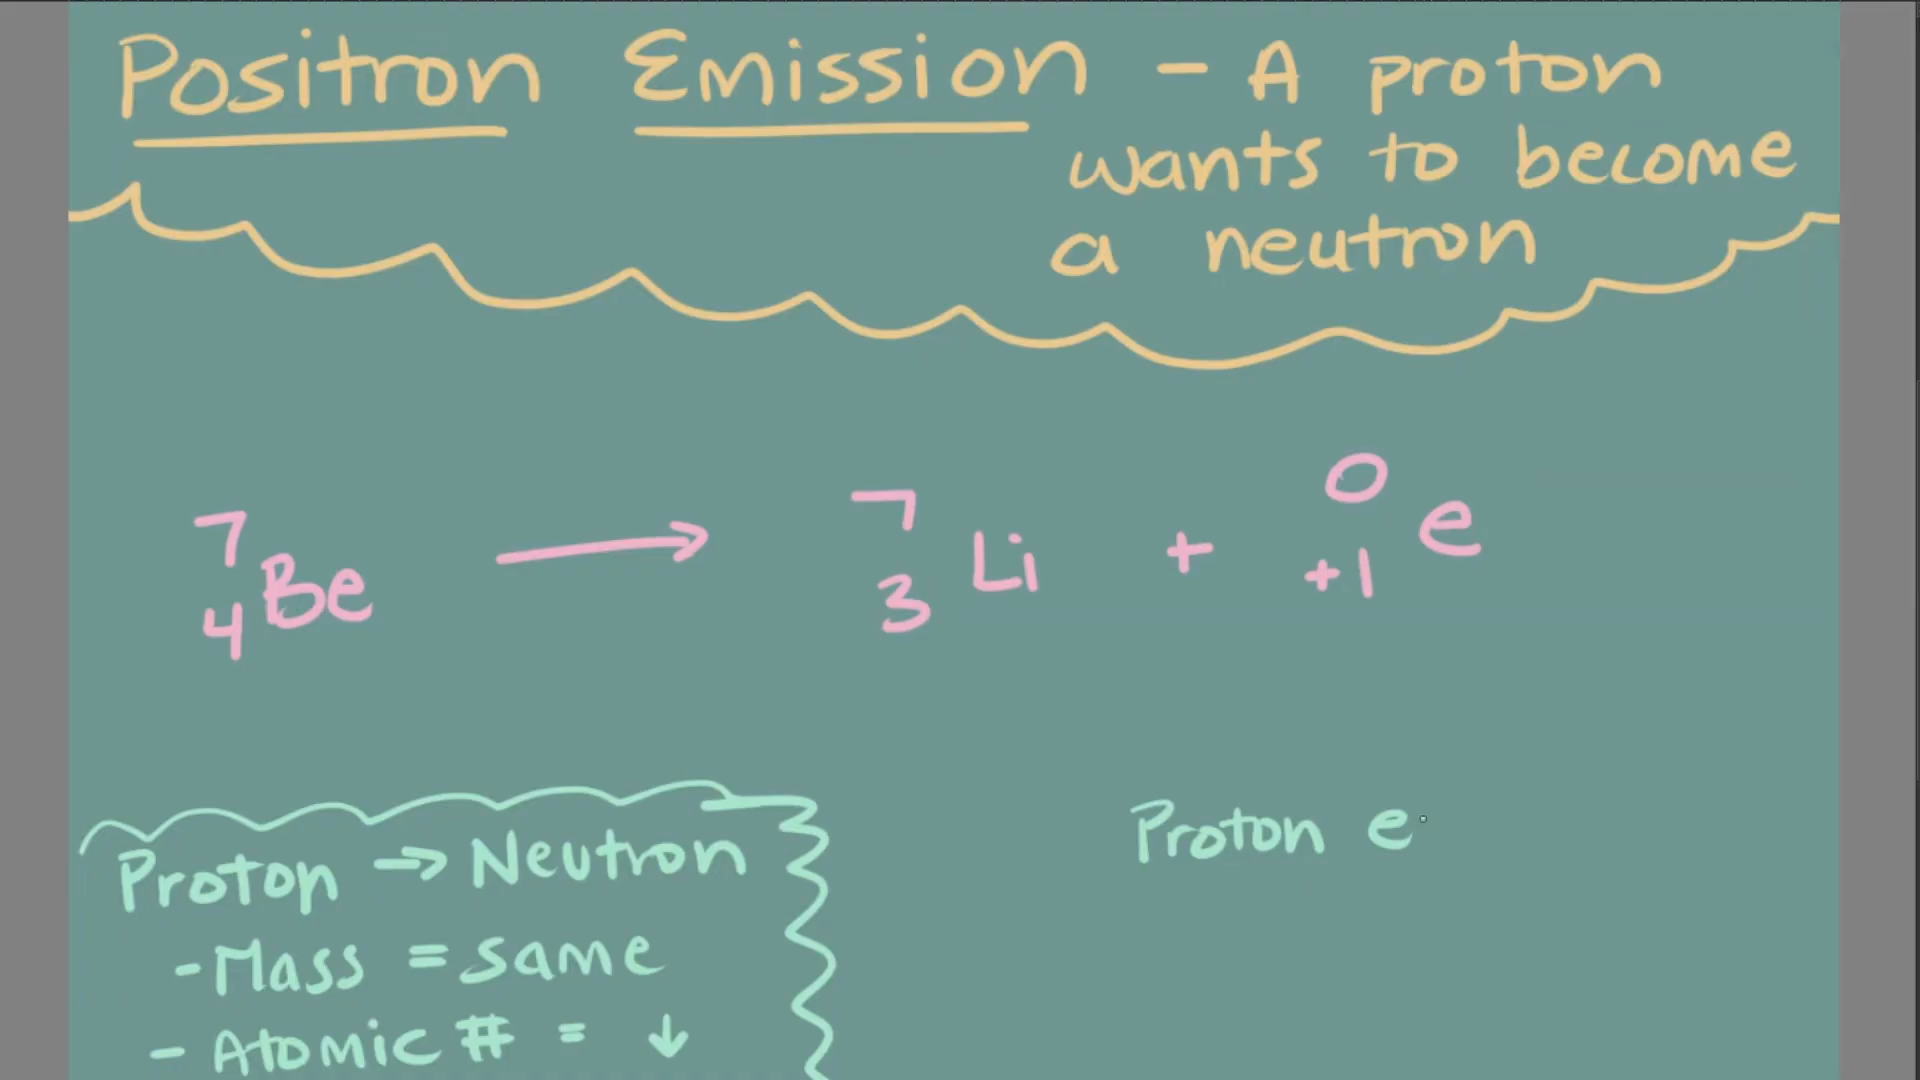 Positron Emission - A proton
wants to become
a neutron
7
4 Be → 7
3 Li + 0
+1 e
Proton → Neutron
- Mass = same
- Atomic # = ↓
Proton e